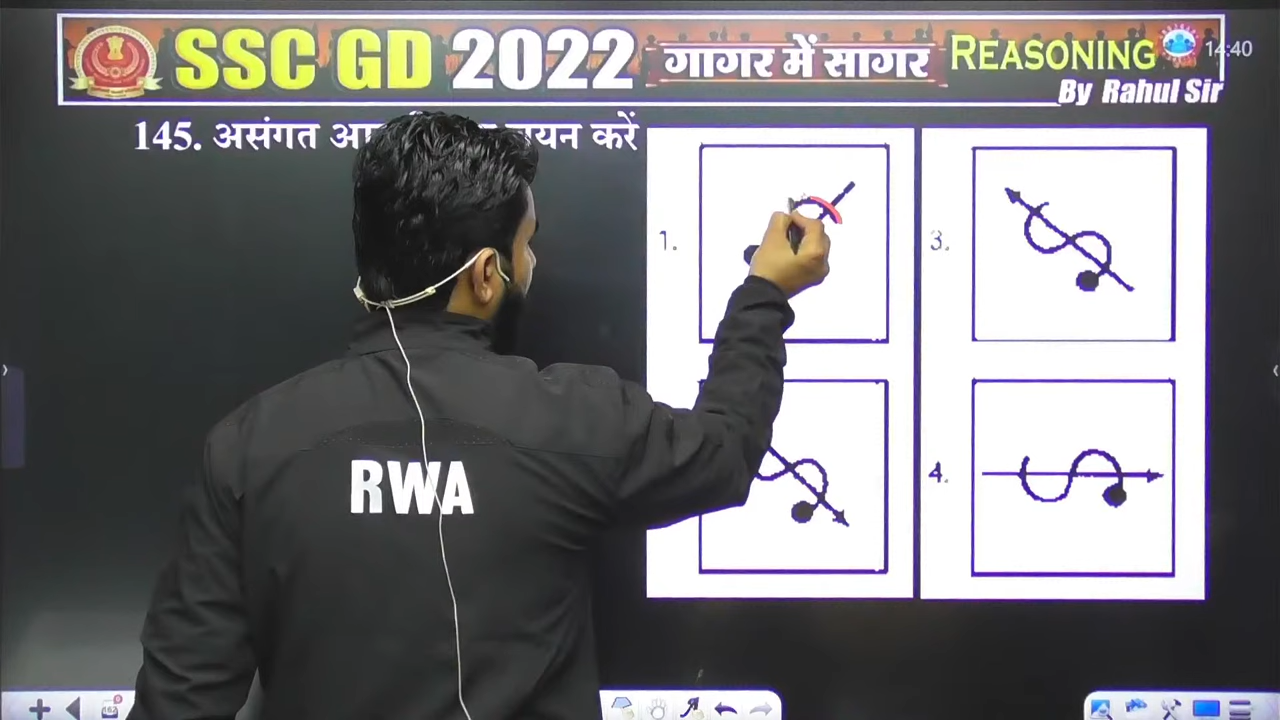 SSC GD 2022 गागर में सागर REASONING 14:40
By Rahul Sir
145. असंगत करें
1.
3.
4.
RWA